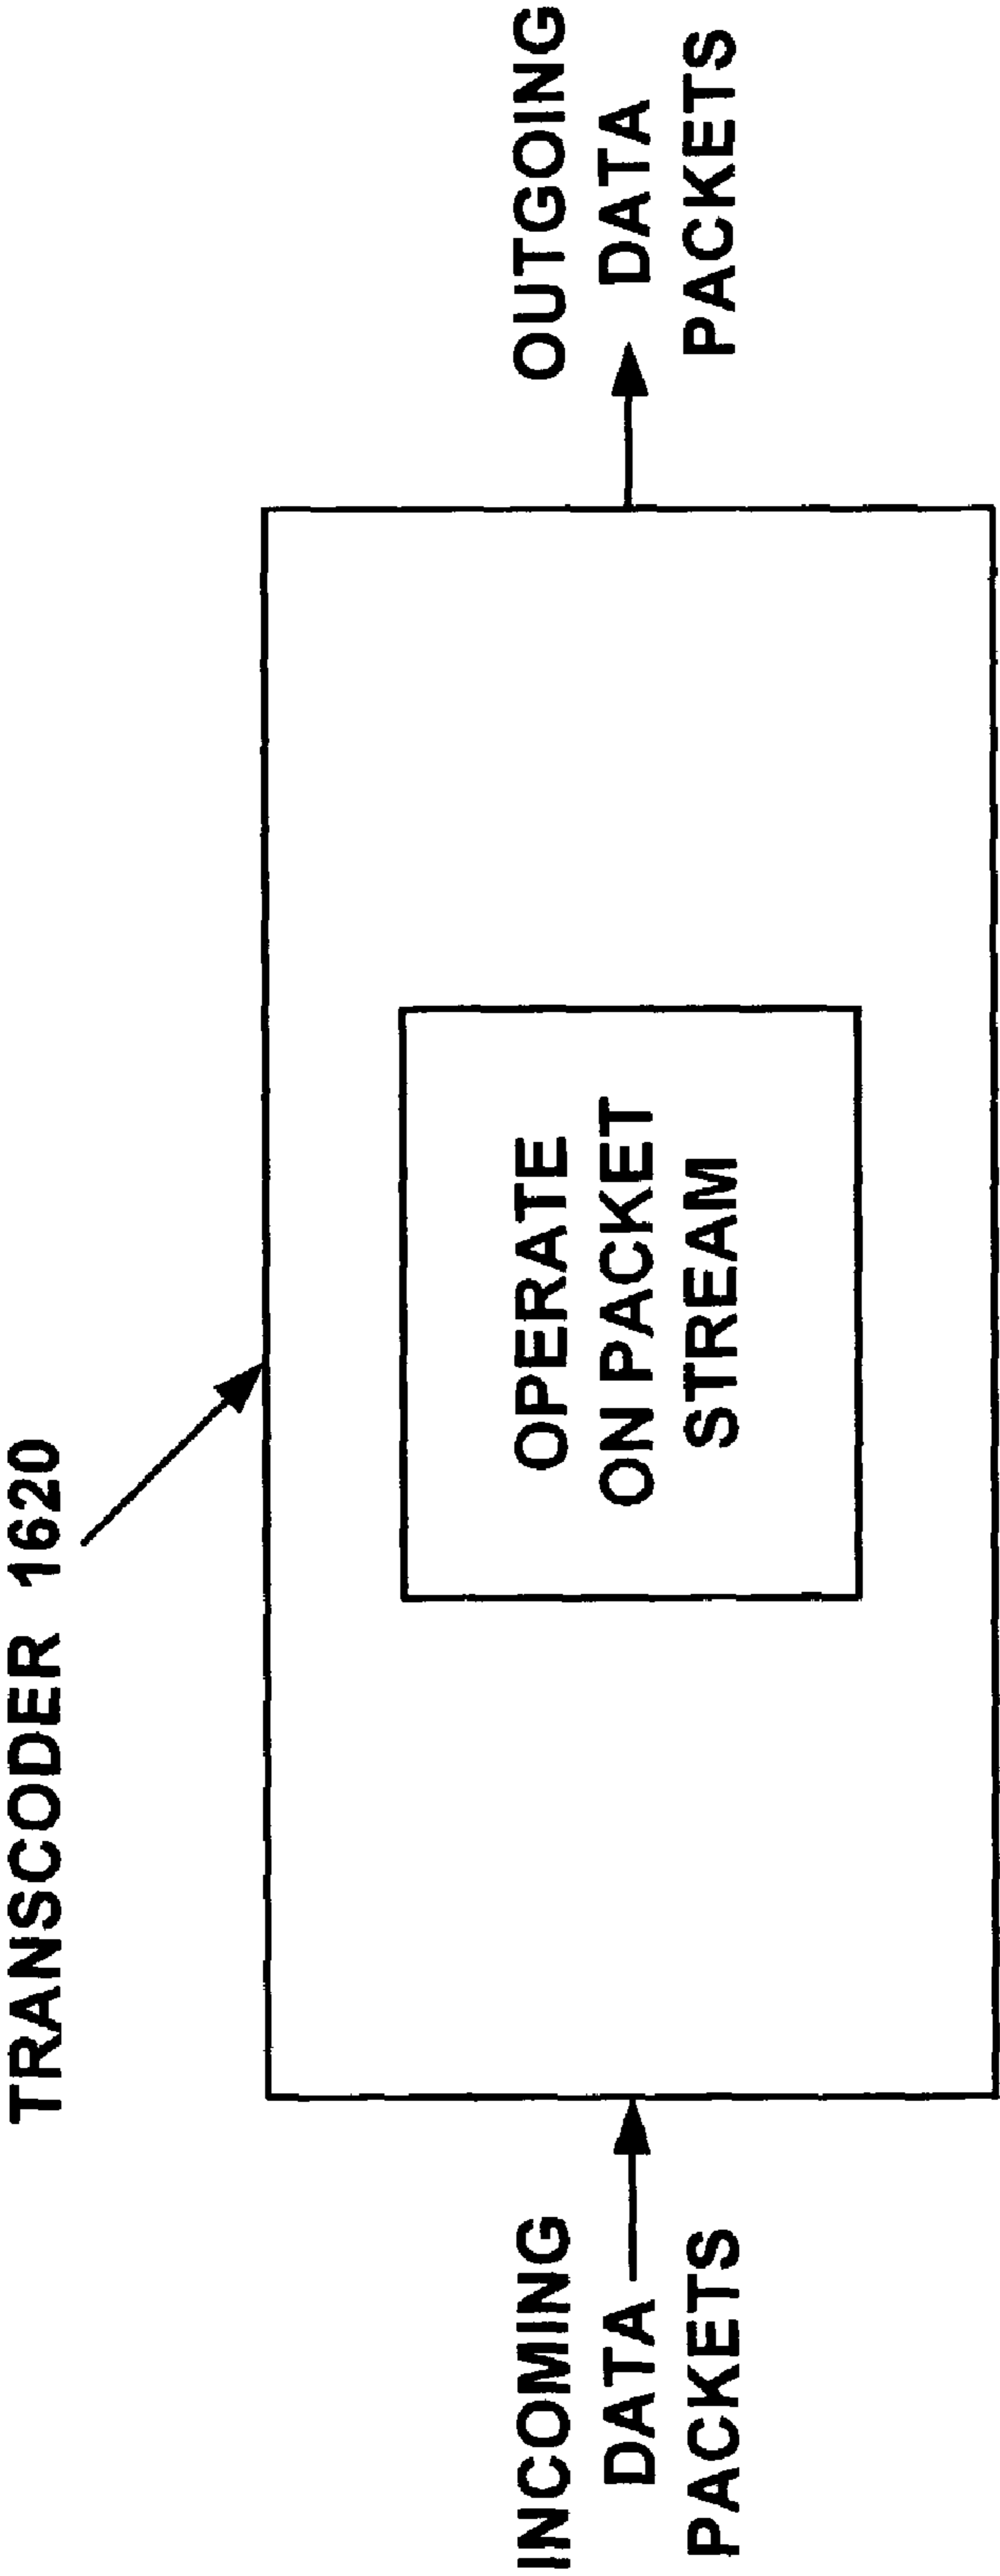 TRANSCODER 1620
INCOMING
DATA
PACKETS
OPERATE
ON PACKET
STREAM
OUTGOING
DATA
PACKETS